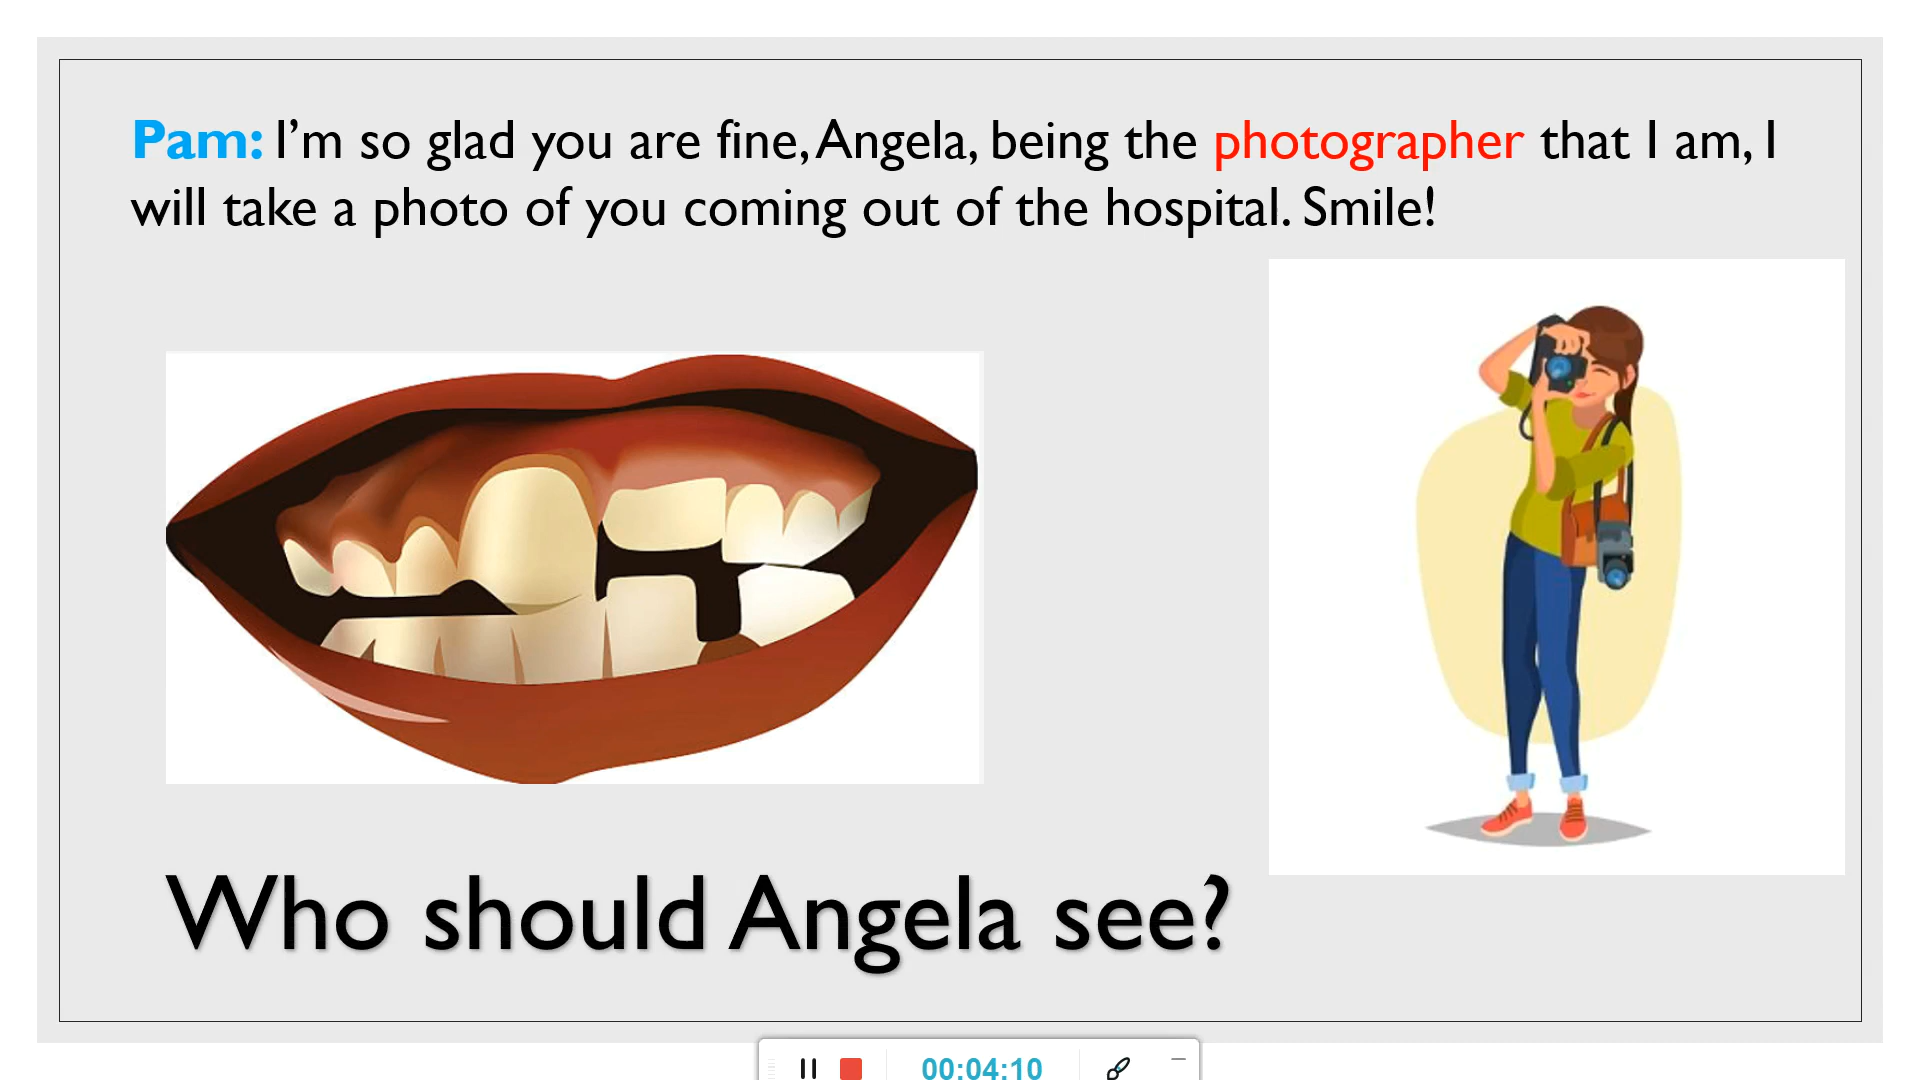 Pam: I’m so glad you are fine, Angela, being the photographer that I am, I
will take a photo of you coming out of the hospital. Smile!
Who should Angela see?
00:04:10